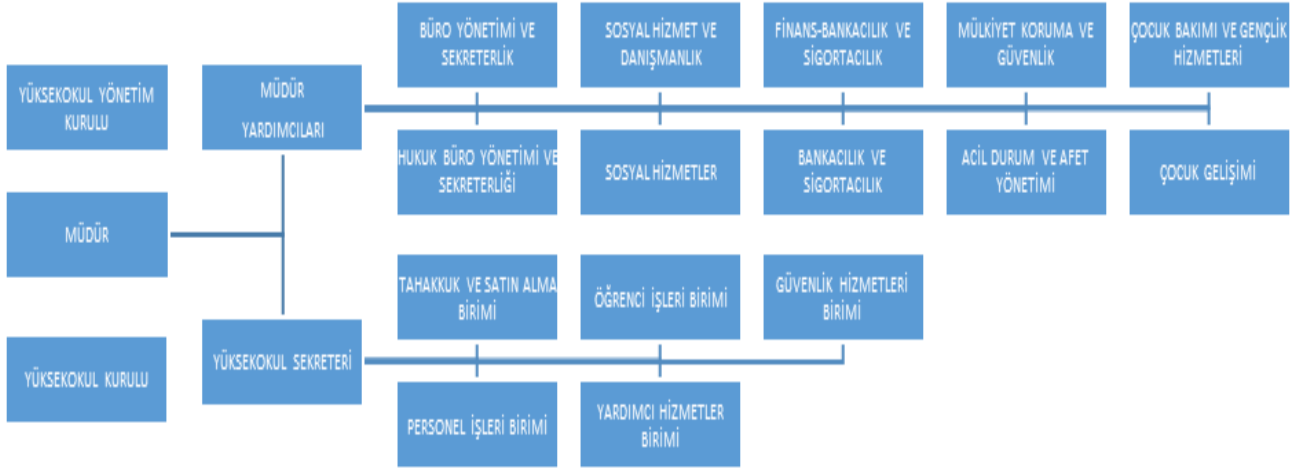 BÜRO YÖNETİMİ VE
SEKRETERLİK
SOSYAL HİZMET VE
DANIŞMANLIK
FİNANS-BANKACILIK VE
SİGORTACILIK
MÜLKİYET KORUMA VE
GÜVENLİK
ÇOCUK BAKIMI VE GENÇLİK
HİZMETLERİ
YÜKSEKOKUL YÖNETİM
KURULU
MÜDÜR
YARDIMCILARI
HUKUK BÜRO YÖNETİMİ VE
SEKRETERLİĞİ
SOSYAL HİZMETLER
BANKACILIK VE
SİGORTACILIK
ACİL DURUM VE AFET
YÖNETİMİ
ÇOCUK GELİŞİMİ
MÜDÜR
TAHAKKUK VE SATIN ALMA
BİRİMİ
ÖĞRENCİ İŞLERİ BİRİMİ
GÜVENLİK HİZMETLERİ
BİRİMİ
YÜKSEKOKUL KURULU
YÜKSEKOKUL SEKRETERİ
PERSONEL İŞLERİ BİRİMİ
YARDIMCI HİZMETLER
BİRİMİ